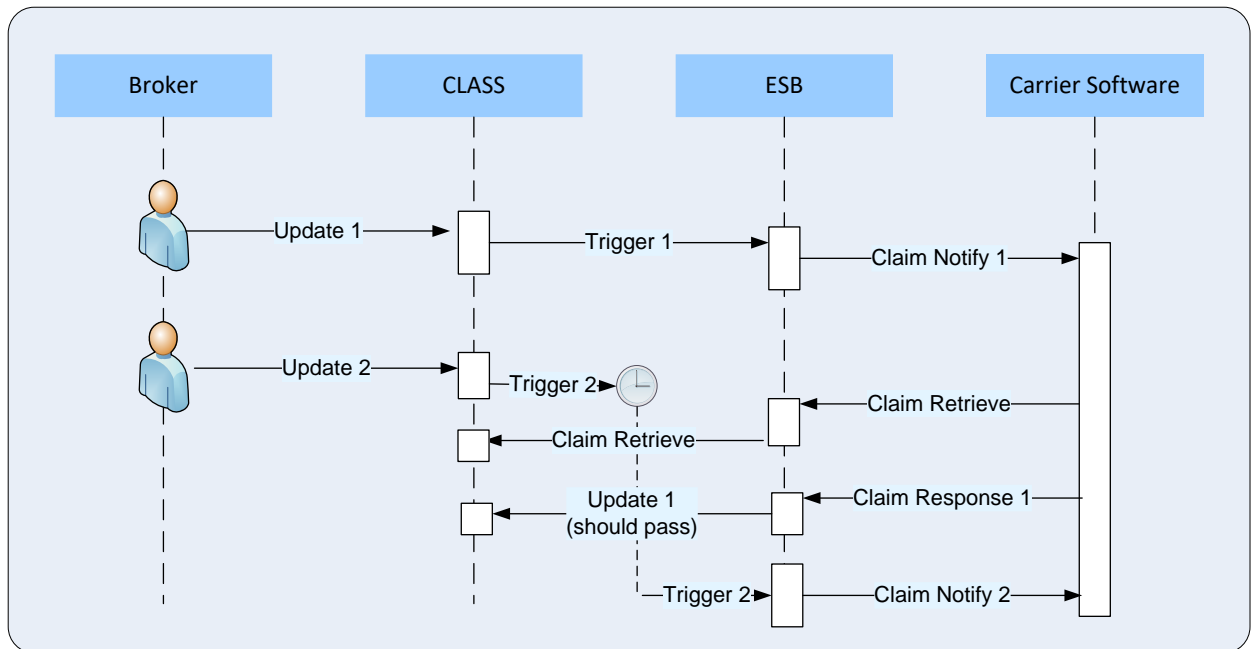 Broker
CLASS
ESB
Carrier Software
Update 1
Trigger 1
Claim Notify 1
Update 2
Trigger 2
Claim Retrieve
Claim Retrieve
Claim Response 1
Update 1
(should pass)
Trigger 2
Claim Notify 2